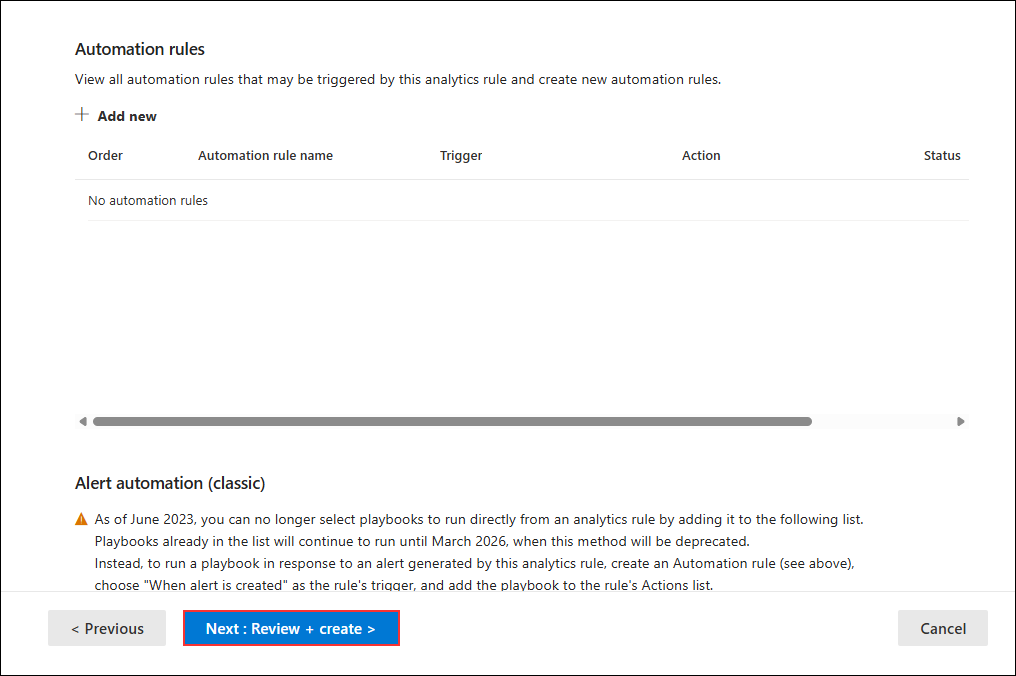 Automation rules
View all automation rules that may be triggered by this analytics rule and create new automation rules.
+ Add new
Order Automation rule name Trigger Action Status
No automation rules
Alert automation (classic)
As of June 2023, you can no longer select playbooks to run directly from an analytics rule by adding it to the following list.
Playbooks already in the list will continue to run until March 2026, when this method will be deprecated.
Instead, to run a playbook in response to an alert generated by this analytics rule, create an Automation rule (see above),
choose "When alert is created" as the rule's trigger, and add the playbook to the rule's Actions list.
< Previous Next : Review + create > Cancel